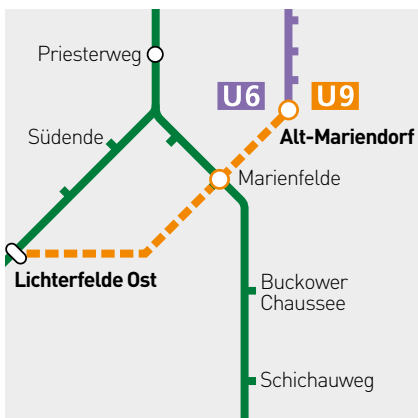 Priesterweg
U6
U9
Südende
Alt-Mariendorf
Marienfelde
Lichterfelde Ost
Buckower
Chaussee
Schichauweg